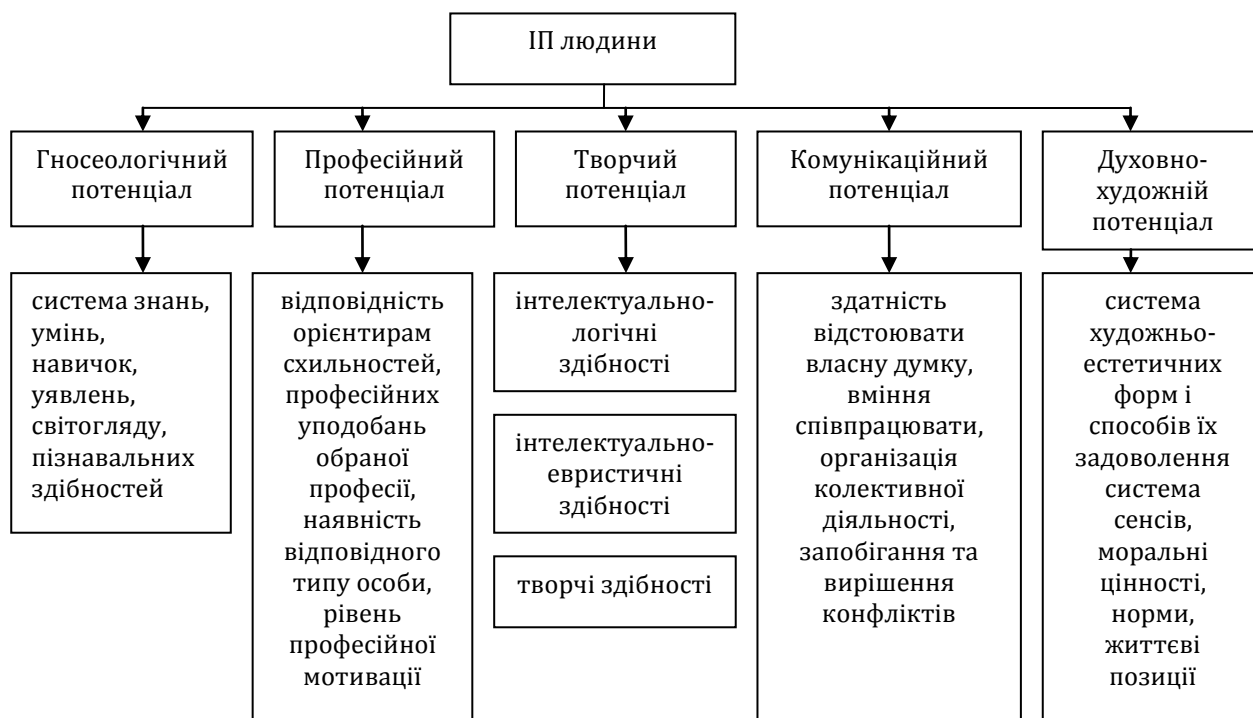 ІП людини
Гносеологічний
потенціал
Професійний
потенціал
Творчий
потенціал
Комунікаційний
потенціал
Духовно-
художній
потенціал
система знань,
умінь,
навичок,
уявлень,
світогляду,
пізнавальних
здібностей
відповідність
орієнтирам
схильностей,
професійних
уподобань
обраної
професії,
наявність
відповідного
типу особи,
рівень
професійної
мотивації
інтелектуально-
логічні
здібності
інтелектуально-
евристичні
здібності
творчі здібності
здатність
відстоювати
власну думку,
вміння
співпрацювати,
організація
колективної
діяльності,
запобігання та
вирішення
конфліктів
система
художньо-
естетичних
форм і
способів їх
задоволення
система
сенсів,
моральні
цінності,
норми,
життєві
позиції